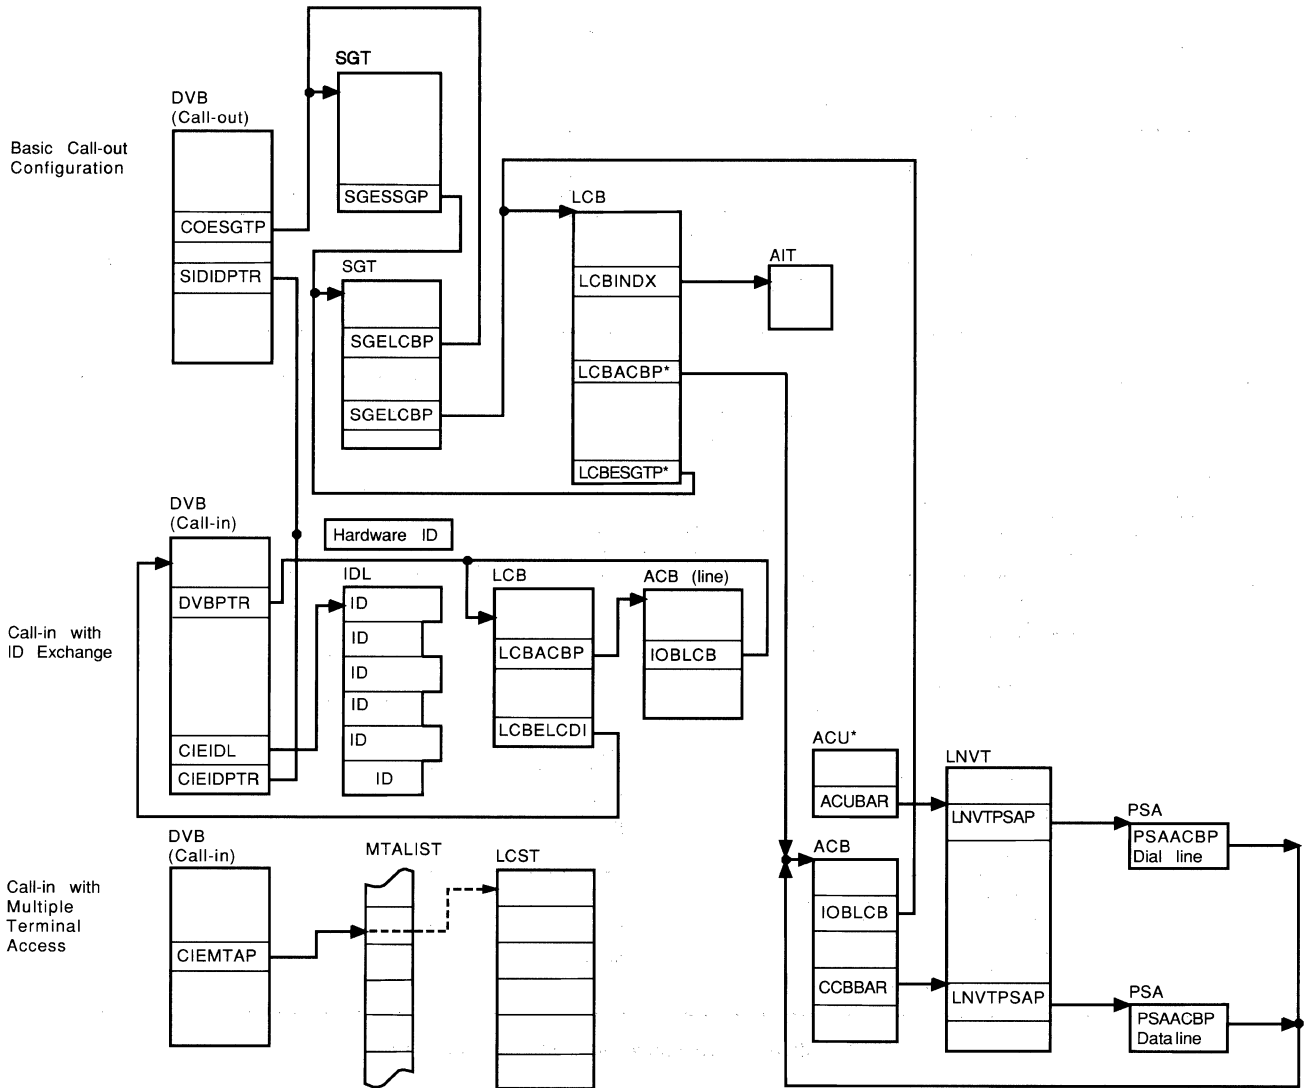 SGT
DVB
(Call-out)
Basic Call-out
Configuration
SGESSGP
LCB
COESGTP
AIT
SGT
SIDIDPTR
LCBINDX
SGELCBP
LCBACBP*
SGELCBP
LCBESGTP*
DVB
(Call-in)
Hardware ID
IDL
LCB
ACB (line)
DVBPTR
ID
Call-in with
ID Exchange
ID
LCBACBP
IOBLCB
ID
ID
LCBELCDI
ID
CIEIDL
CIEIDPTR
ID
ACU*
LNVT
ACUBAR
LNVTPSAP
PSA
PSAACBP
Dial line
DVB
(Call-in)
MTALIST
LCST
ACB
Call-in with
Multiple
Terminal
Access
CIEMTAP
IOBLCB
CCBBAR
LNVTPSAP
PSA
PSAACBP
Data line